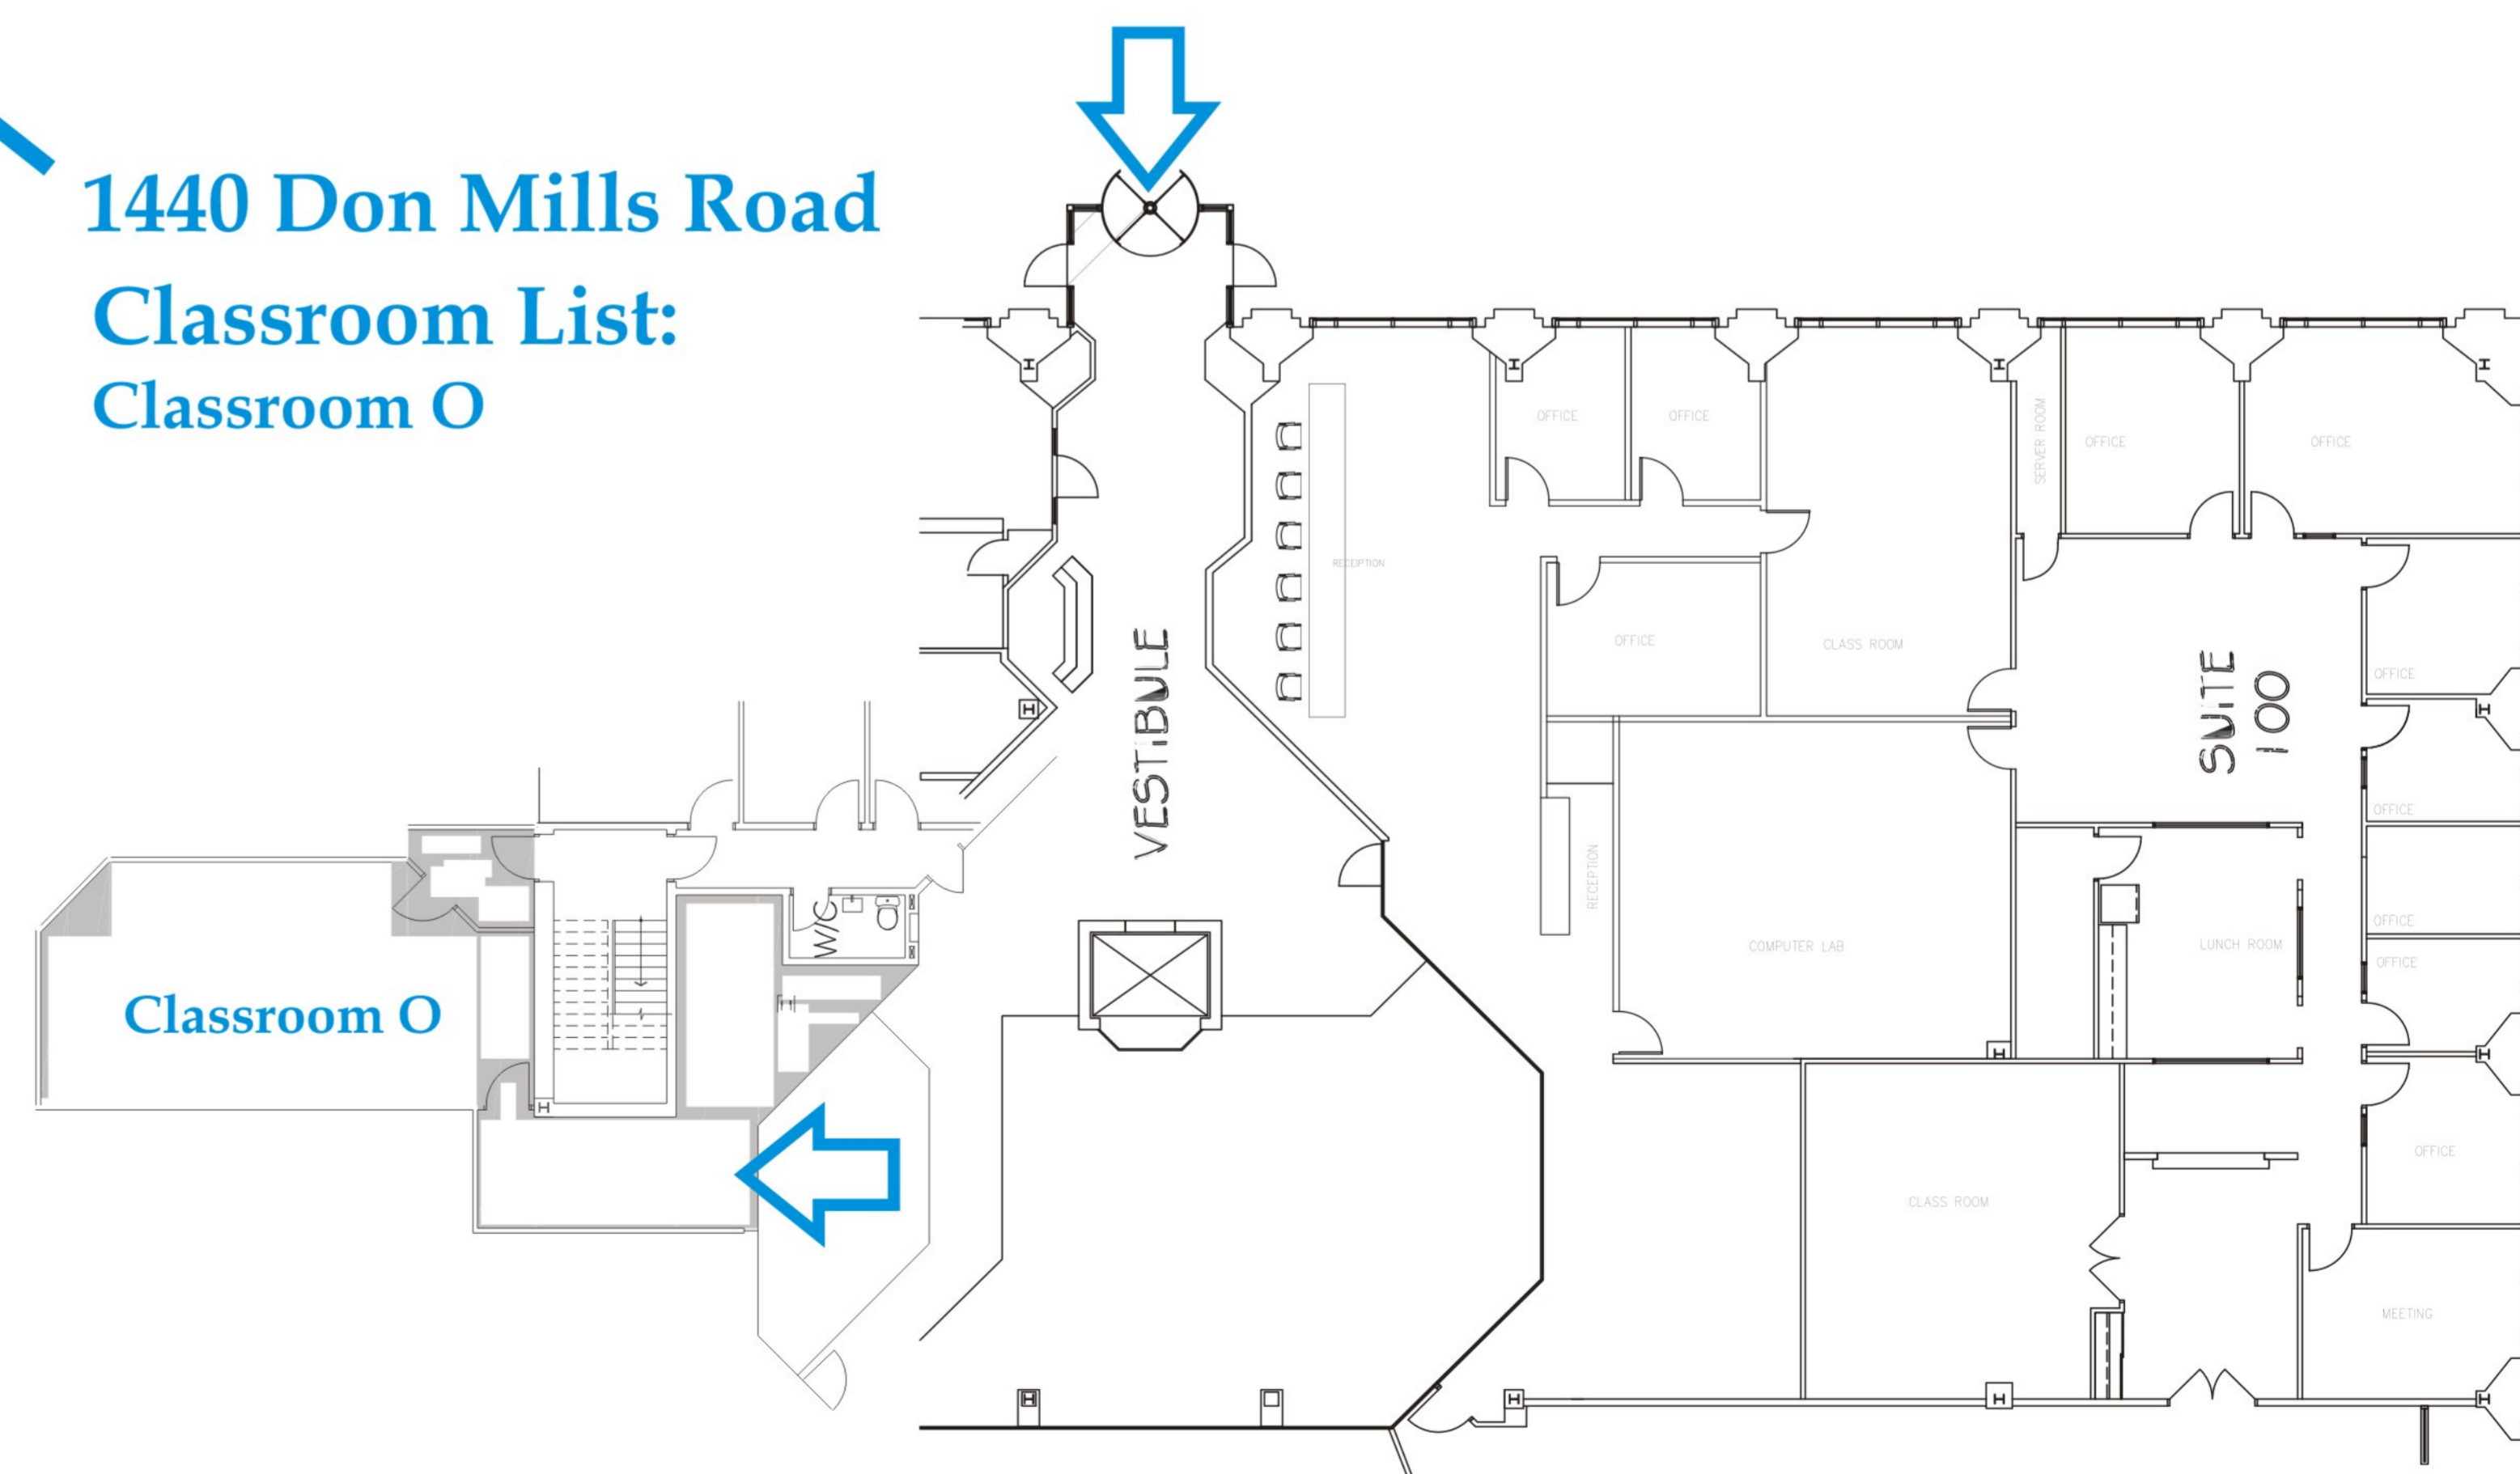 1440 Don Mills Road
Classroom List:
Classroom O
OFFICE
OFFICE
SERVER ROOM
OFFICE
OFFICE
RECEIPTION
OFFICE
CLASS ROOM
VESTIBULE
SUITE
100
OFFICE
OFFICE
RECEPTION
W/C
COMPUTER LAB
LUNCH ROOM
OFFICE
OFFICE
Classroom O
OFFICE
CLASS ROOM
MEETING